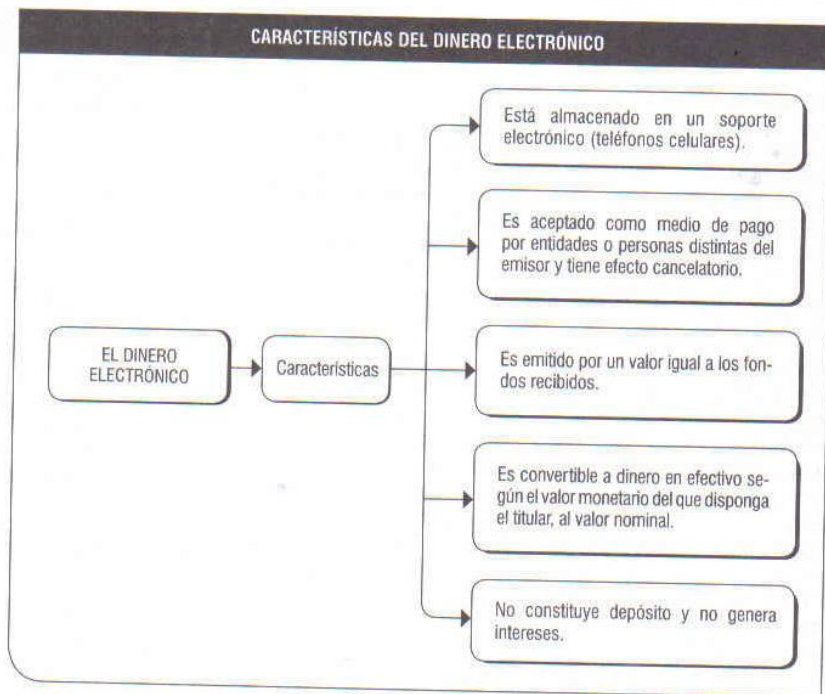 CARACTERÍSTICAS DEL DINERO ELECTRÓNICO
Está almacenado en un soporte
electrónico (teléfonos celulares).
Es aceptado como medio de pago
por entidades o personas distintas del
emisor y tiene efecto cancelatorio.
EL DINERO
ELECTRÓNICO
Características
Es emitido por un valor igual a los fon-
dos recibidos.
Es convertible a dinero en efectivo se-
gún el valor monetario del que disponga
el titular, al valor nominal.
No constituye depósito y no genera
intereses.